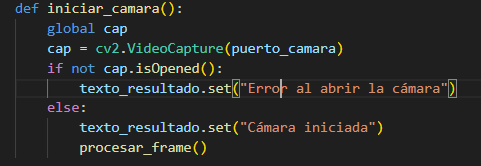 def iniciar_camara():
    global cap
    cap = cv2.VideoCapture(puerto_camara)
    if not cap.isOpened():
        texto_resultado.set("Error al abrir la cámara")
    else:
        texto_resultado.set("Cámara iniciada")
        procesar_frame()